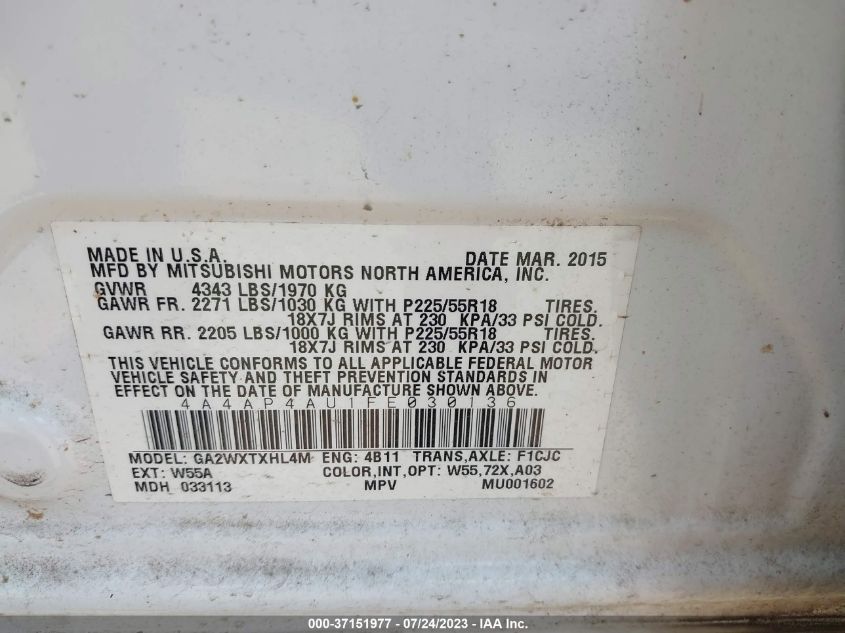 MADE IN U.S.A. DATE MAR. 2015
MFD BY MITSUBISHI MOTORS NORTH AMERICA, INC.
GVWR 4343 LBS/1970 KG
GAWR FR. 2271 LBS/1030 KG WITH P225/55R18 TIRES,
18X7J RIMS AT 230 KPA/33 PSI COLD.
GAWR RR. 2205 LBS/1000 KG WITH P225/55R18 TIRES,
18X7J RIMS AT 230 KPA/33 PSI COLD.
THIS VEHICLE CONFORMS TO ALL APPLICABLE FEDERAL MOTOR
VEHICLE SAFETY AND THEFT PREVENTION STANDARDS IN
EFFECT ON THE DATE OF MANUFACTURE SHOWN ABOVE.
4A4AP4AU1FE030136
MODEL: GA2WXTXHL4M ENG: 4B11 TRANS,AXLE: F1CJC
EXT: W55A COLOR,INT,OPT: W55,72X,A03
MDH 033113 MPV MU001602
000-37151977 - 07/24/2023 - IAA Inc.